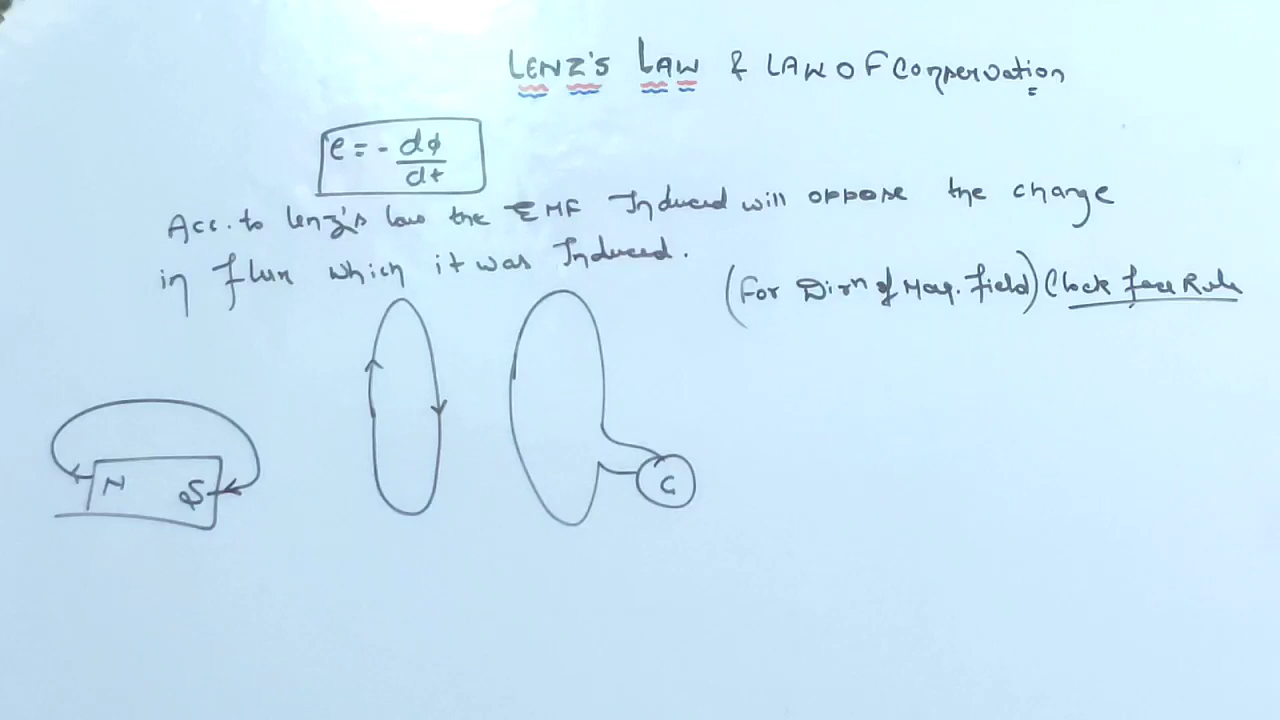 LENZ'S LAW & LAW OF Conservation
e = - dφ/dt
Acc. to lenz's law the EMF Induced will oppose the change
in flux which it was Induced.
(For Dirn of Mag. field) Clock face Rule
N S
G